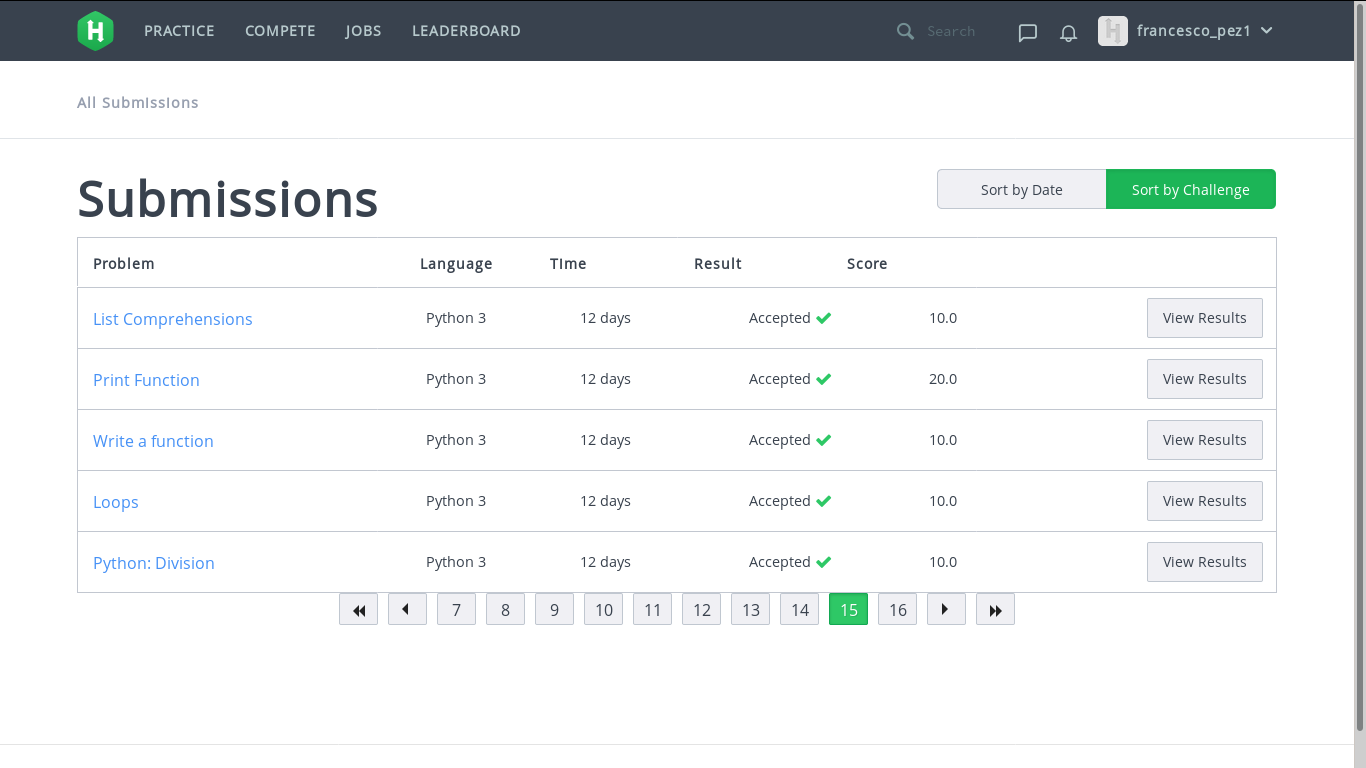 H PRACTICE COMPETE JOBS LEADERBOARD Search francesco_pez1
All Submissions
Submissions
Sort by Date Sort by Challenge
Problem Language Time Result Score
List Comprehensions Python 3 12 days Accepted 10.0 View Results
Print Function Python 3 12 days Accepted 20.0 View Results
Write a function Python 3 12 days Accepted 10.0 View Results
Loops Python 3 12 days Accepted 10.0 View Results
Python: Division Python 3 12 days Accepted 10.0 View Results
7 8 9 10 11 12 13 14 15 16